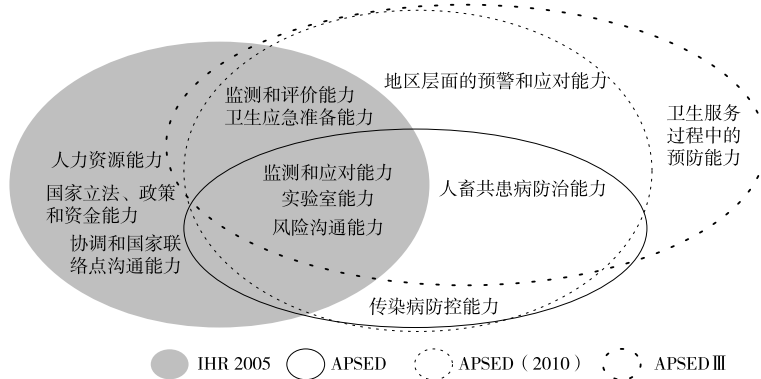 地区层面的预警和应对能力
监测和评价能力
卫生应急准备能力
卫生服务
过程中的
预防能力
人力资源能力
监测和应对能力
实验室能力
风险沟通能力
人畜共患病防治能力
国家立法、政策
和资金能力
协调和国家联
络点沟通能力
传染病防控能力
IHR 2005 APSED APSED（2010） APSEDⅢ